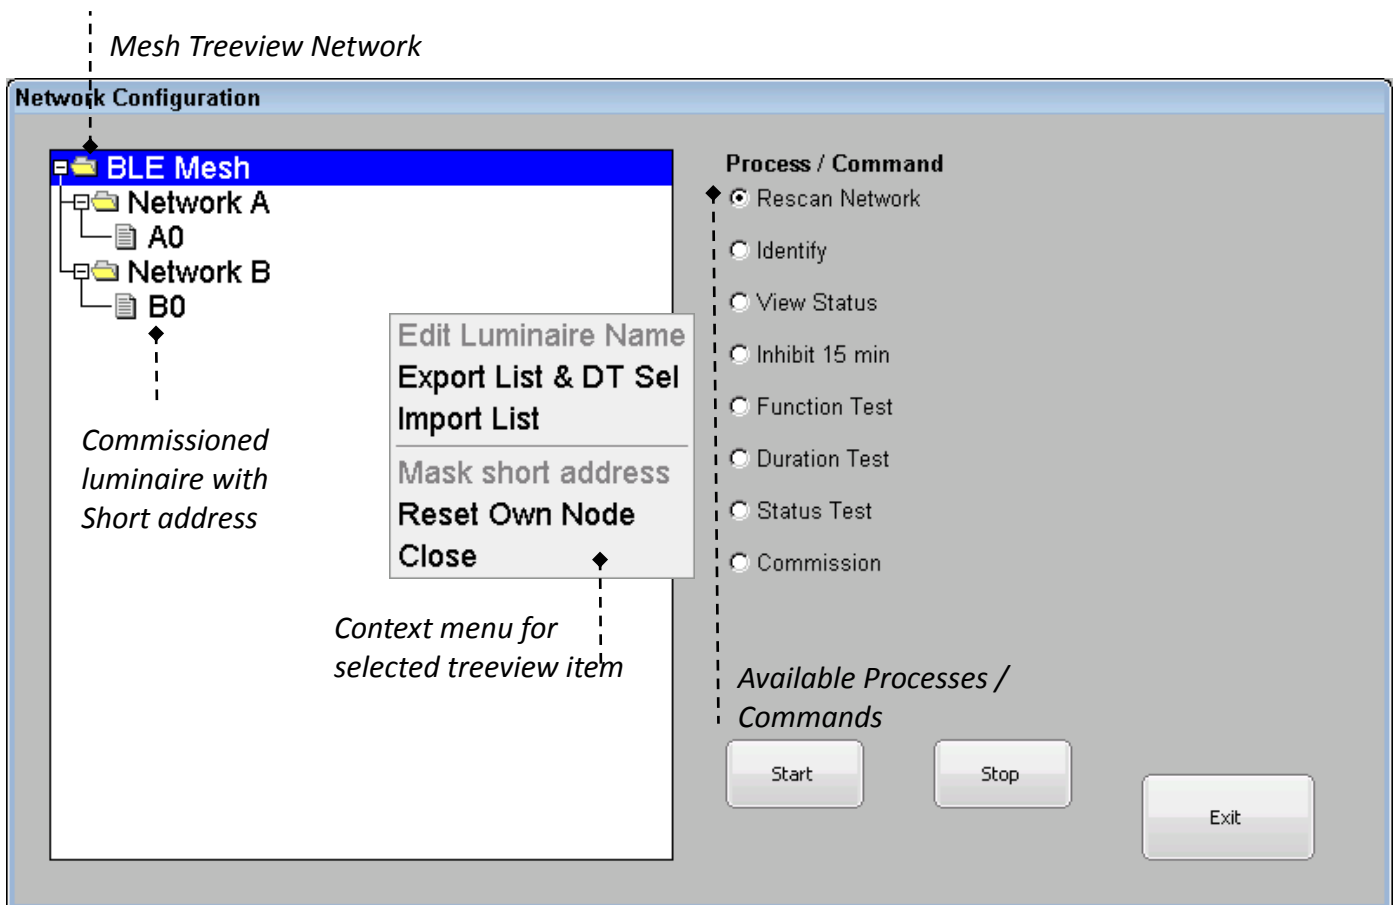 Mesh Treeview Network
Network Configuration
BLE Mesh
Network A
A0
Network B
B0
Commissioned
luminaire with
Short address
Edit Luminaire Name
Export List & DT Sel
Import List
Mask short address
Reset Own Node
Close
Context menu for
selected treeview item
Process / Command
Rescan Network
Identify
View Status
Inhibit 15 min
Function Test
Duration Test
Status Test
Commission
Available Processes /
Commands
Start
Stop
Exit